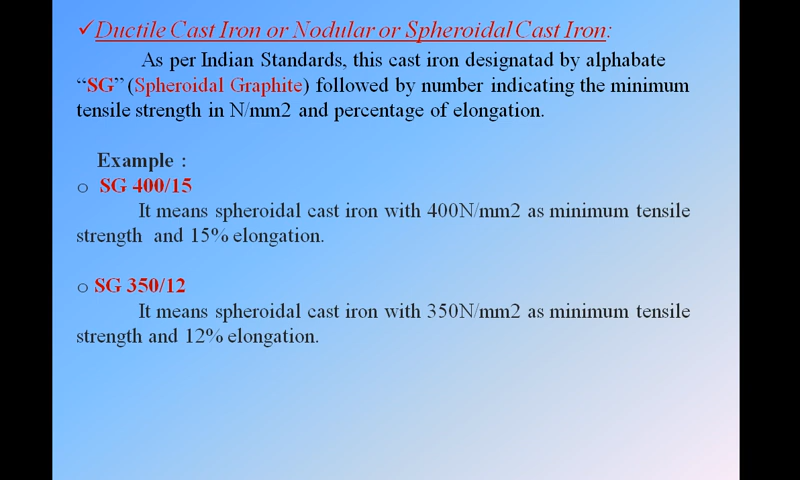 ✓Ductile Cast Iron or Nodular or Spheroidal Cast Iron:
As per Indian Standards, this cast iron designatad by alphabate
“SG” (Spheroidal Graphite) followed by number indicating the minimum
tensile strength in N/mm2 and percentage of elongation.
Example :
o SG 400/15
It means spheroidal cast iron with 400N/mm2 as minimum tensile
strength and 15% elongation.
o SG 350/12
It means spheroidal cast iron with 350N/mm2 as minimum tensile
strength and 12% elongation.